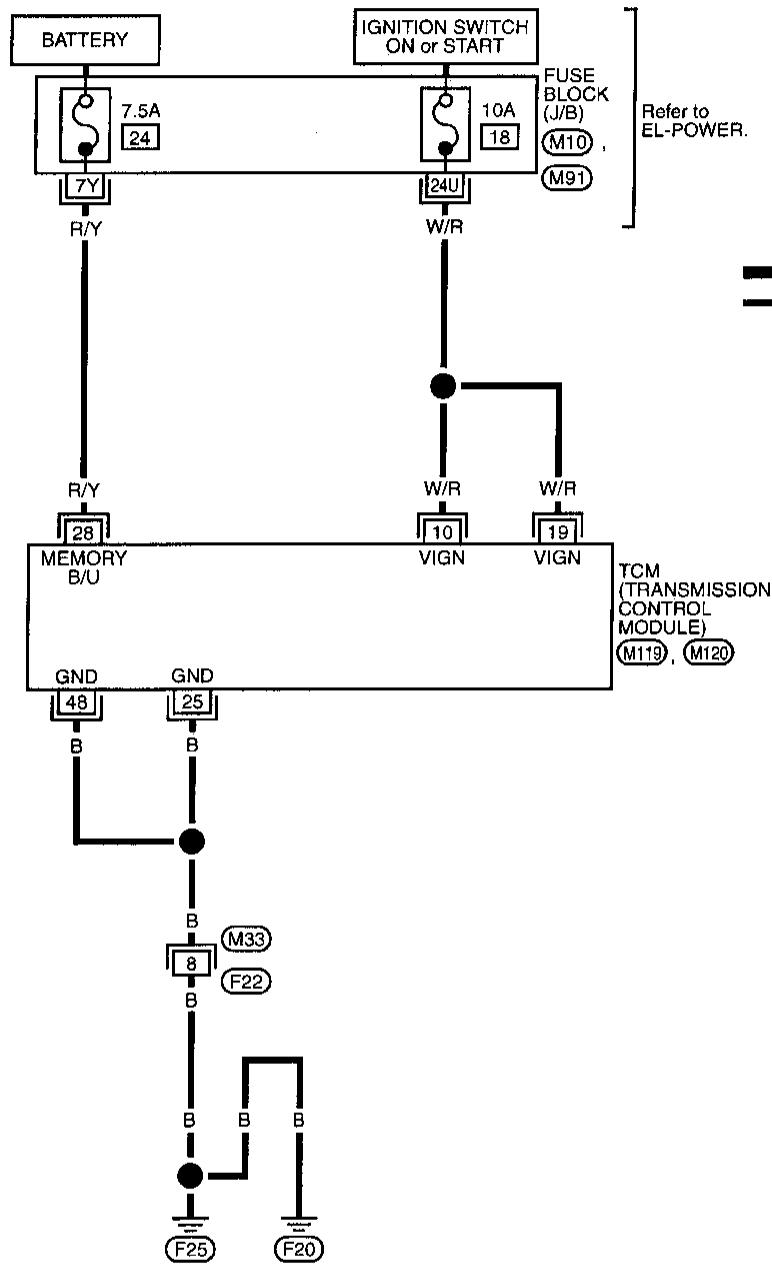 BATTERY
IGNITION SWITCH
ON or START
FUSE
BLOCK
(J/B)
M10 ,
M91
Refer to
EL-POWER.
7.5A
24
10A
18
7Y
24U
R/Y
W/R
R/Y
W/R
W/R
28
10
19
MEMORY
B/U
VIGN
VIGN
TCM
(TRANSMISSION
CONTROL
MODULE)
M119 , M120
GND
GND
48
25
B
B
B
M33
8
F22
B
B
B
B
F25
F20